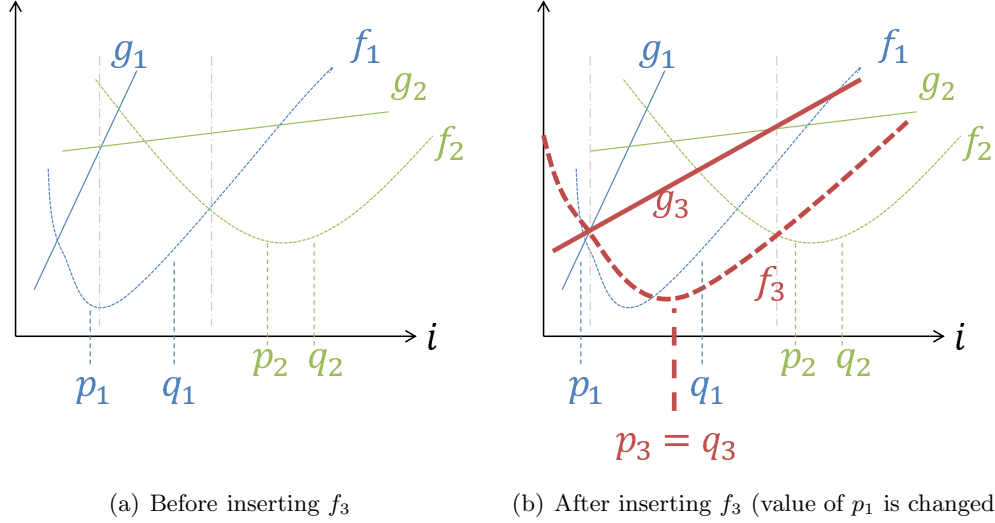 g₁
f₁
g₂
f₂
i
p₁
q₁
p₂
q₂
(a) Before inserting f₃
g₁
f₁
g₂
f₂
g₃
f₃
i
p₁
q₁
p₂
q₂
p₃ = q₃
(b) After inserting f₃ (value of p₁ is changed